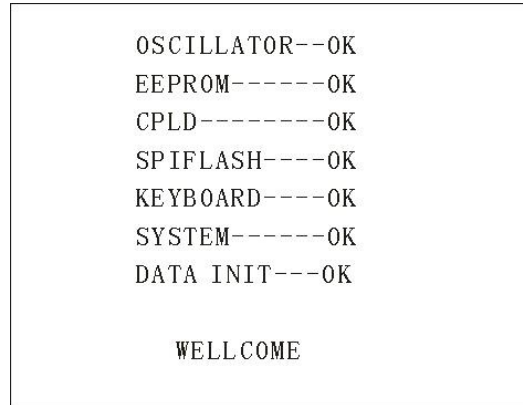 OSCILLATOR--OK
EEPROM------OK
CPLD--------OK
SPIFLASH----OK
KEYBOARD----OK
SYSTEM------OK
DATA INIT---OK
WELLCOME